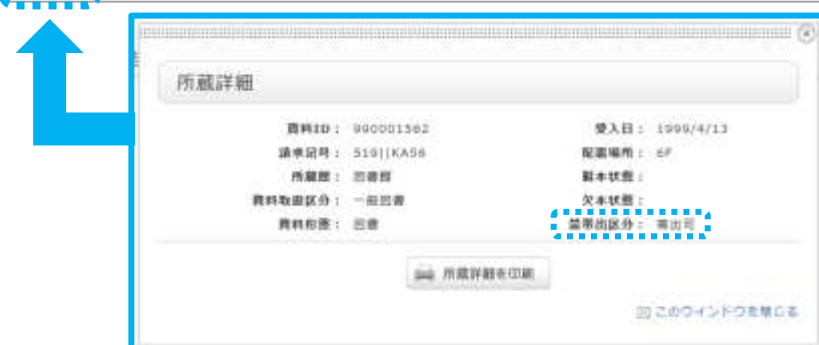 所蔵詳細
資料ID： 990001362
受入日： 1999/4/13
請求記号： 519||KA56
配置場所： 6F
所蔵館： 図書館
製本状態：
資料取扱区分： 一般図書
欠本状態：
資料形態： 図書
禁帯出区分： 帯出可
所蔵詳細を印刷
このウインドウを閉じる